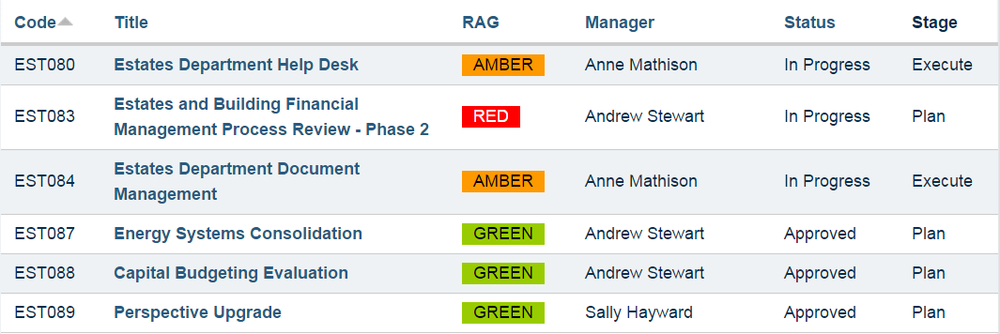 Code Title RAG Manager Status Stage
EST080 Estates Department Help Desk AMBER Anne Mathison In Progress Execute
Estates and Building Financial
EST083 RED Andrew Stewart In Progress Plan
Management Process Review - Phase 2
Estates Department Document
EST084 AMBER Anne Mathison In Progress Execute
Management
EST087 Energy Systems Consolidation GREEN Andrew Stewart Approved Plan
EST088 Capital Budgeting Evaluation GREEN Andrew Stewart Approved Plan
EST089 Perspective Upgrade GREEN Sally Hayward Approved Plan